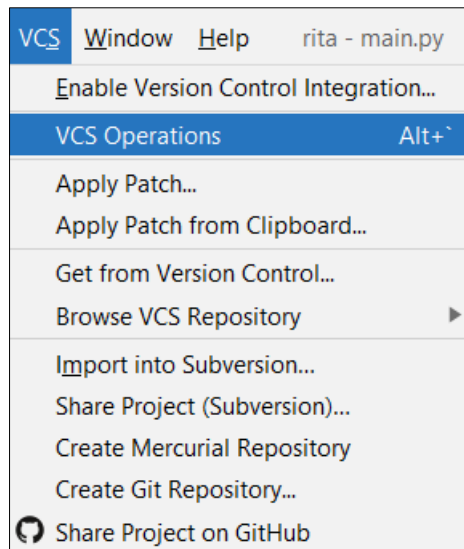 VCS Window Help rita - main.py
Enable Version Control Integration...
VCS Operations Alt+`
Apply Patch...
Apply Patch from Clipboard...
Get from Version Control...
Browse VCS Repository
Import into Subversion...
Share Project (Subversion)...
Create Mercurial Repository
Create Git Repository...
Share Project on GitHub